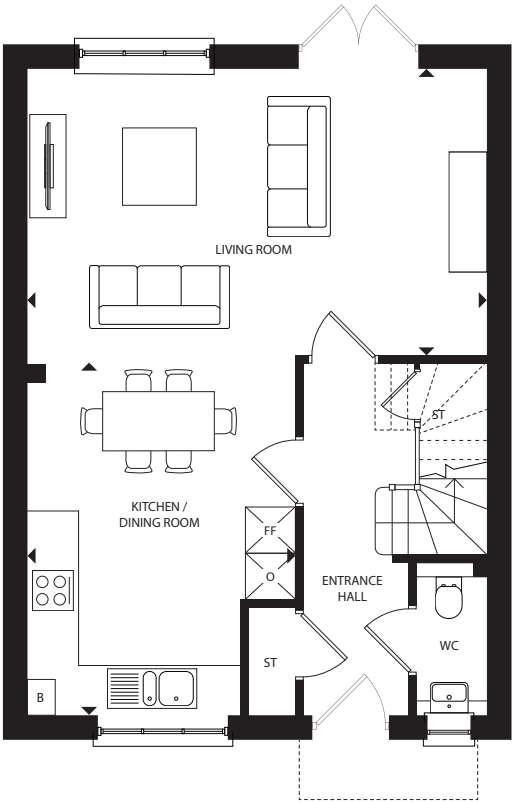 LIVING ROOM
ST
KITCHEN /
DINING ROOM
FF
O
ENTRANCE
HALL
WC
ST
B